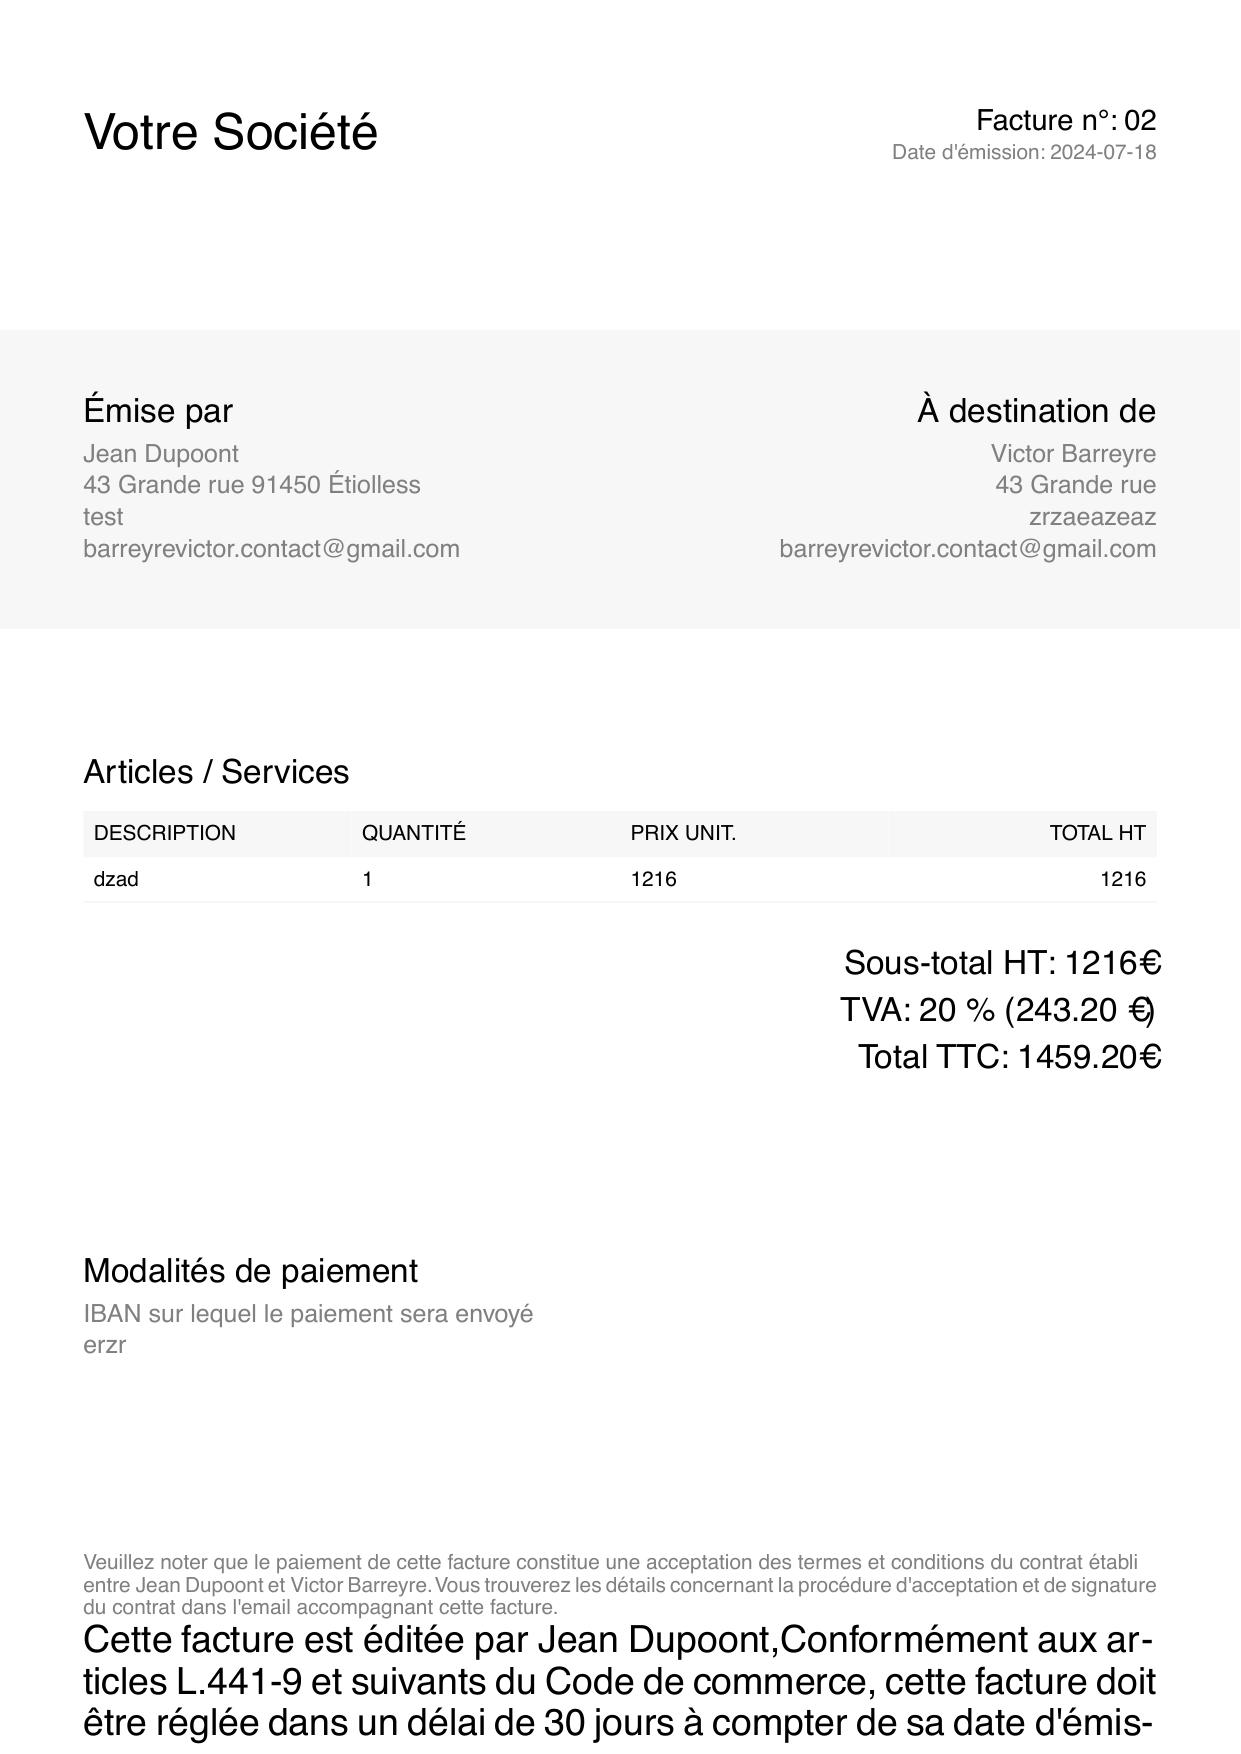 Votre Société
Facture n°: 02
Date d'émission: 2024-07-18
Émise par
Jean Dupoont
43 Grande rue 91450 Étiolless
test
barreyrevictor.contact@gmail.com
À destination de
Victor Barreyre
43 Grande rue
zrzaeazeaz
barreyrevictor.contact@gmail.com
Articles / Services
DESCRIPTION QUANTITÉ PRIX UNIT. TOTAL HT
dzad 1 1216 1216
Sous-total HT: 1216€
TVA: 20 % (243.20 €)
Total TTC: 1459.20€
Modalités de paiement
IBAN sur lequel le paiement sera envoyé
erzr
Veuillez noter que le paiement de cette facture constitue une acceptation des termes et conditions du contrat établi
entre Jean Dupoont et Victor Barreyre. Vous trouverez les détails concernant la procédure d'acceptation et de signature
du contrat dans l'email accompagnant cette facture.
Cette facture est éditée par Jean Dupoont,Conformément aux ar-
ticles L.441-9 et suivants du Code de commerce, cette facture doit
être réglée dans un délai de 30 jours à compter de sa date d'émis-